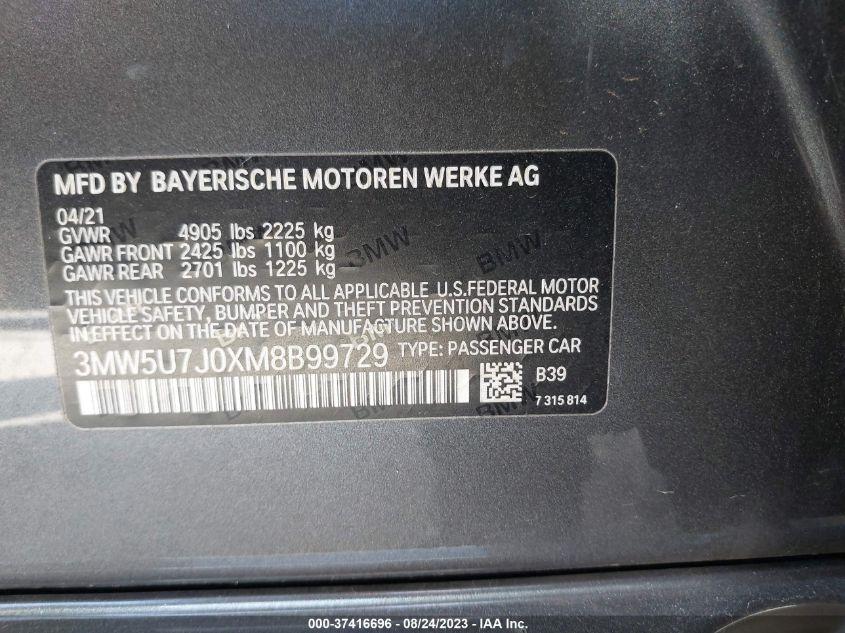 MFD BY BAYERISCHE MOTOREN WERKE AG
04/21
GVWR 4905 lbs 2225 kg
GAWR FRONT 2425 lbs 1100 kg
GAWR REAR 2701 lbs 1225 kg
THIS VEHICLE CONFORMS TO ALL APPLICABLE U.S.FEDERAL MOTOR
VEHICLE SAFETY, BUMPER AND THEFT PREVENTION STANDARDS
IN EFFECT ON THE DATE OF MANUFACTURE SHOWN ABOVE.
3MW5U7J0XM8B99729 TYPE: PASSENGER CAR
B39
7 315 814
000-37416696 - 08/24/2023 - IAA Inc.